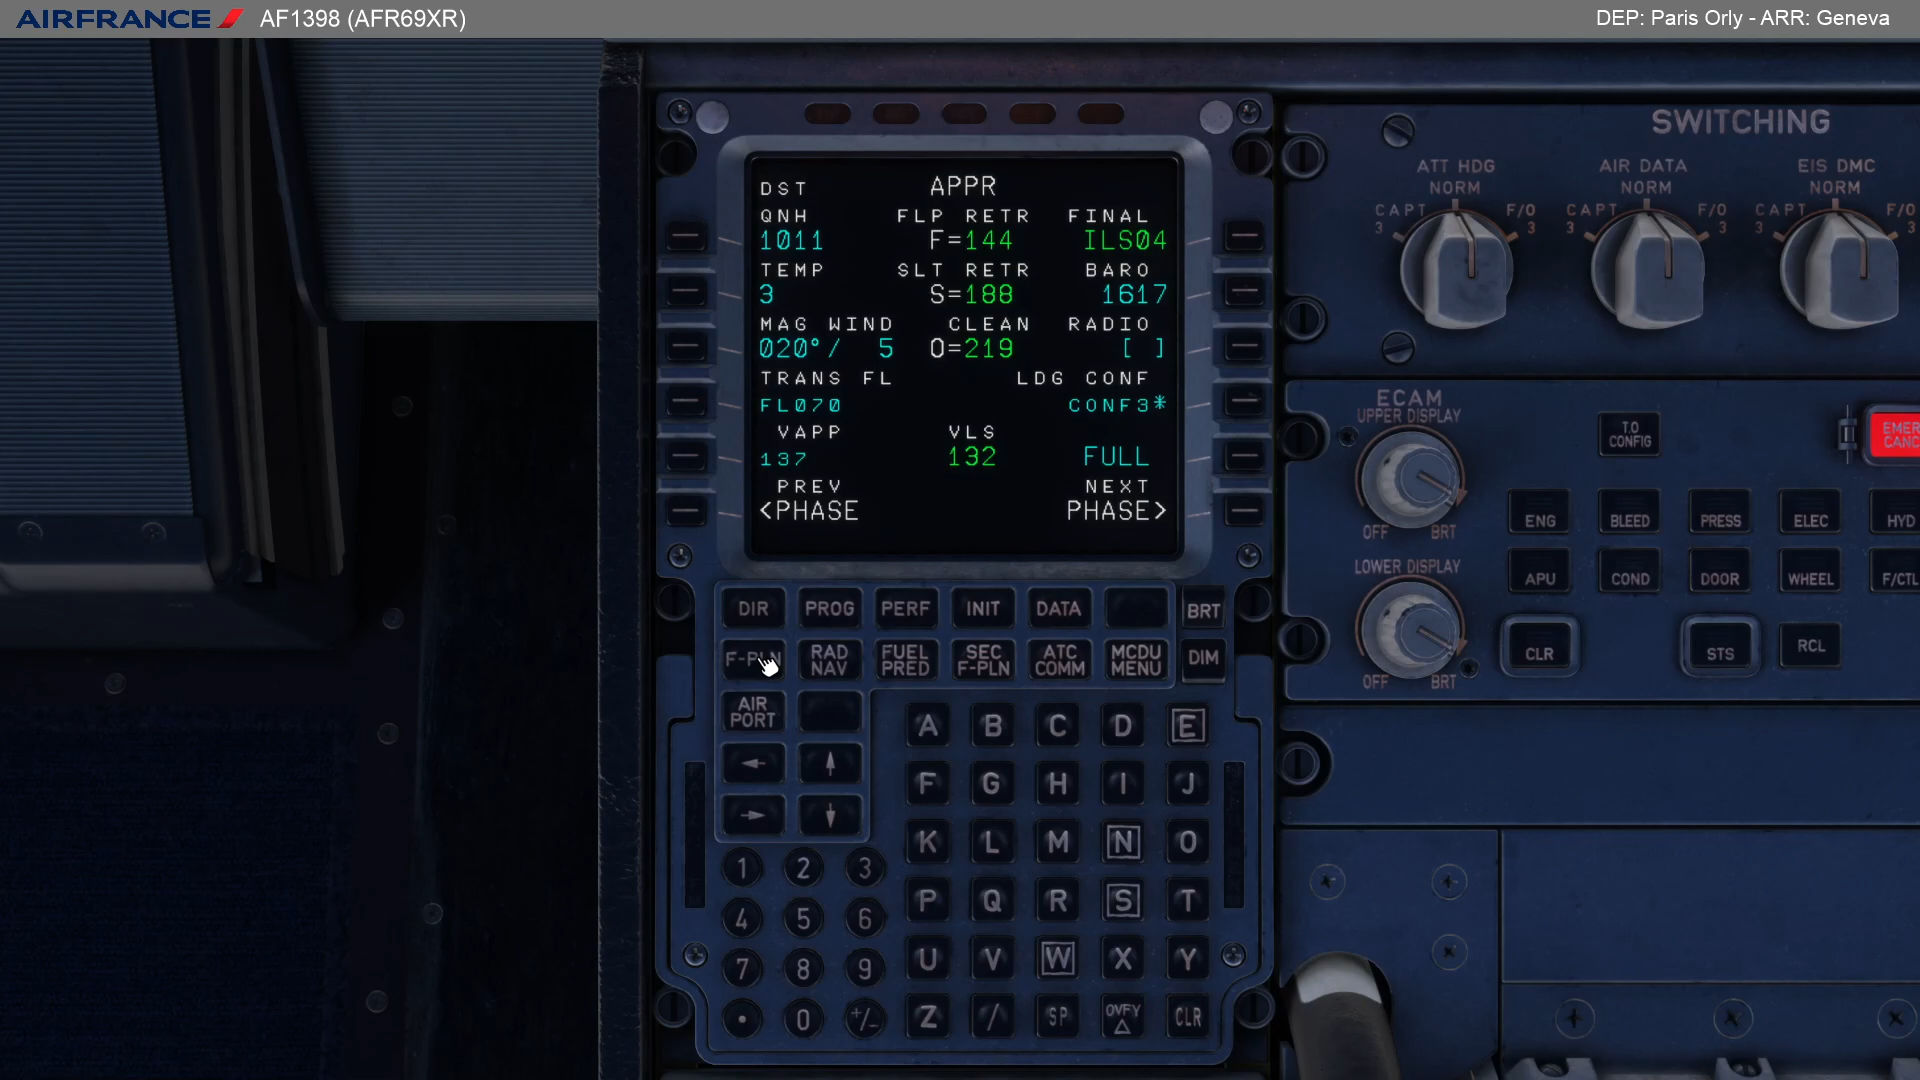 AIRFRANCE AF1398 (AFR69XR) DEP: Paris Orly - ARR: Geneva
DST APPR
QNH FLP RETR FINAL
1011 F=144 ILS04
TEMP SLT RETR BARO
3 S=188 1617
MAG WIND CLEAN RADIO
020°/ 5 O=219 [ ]
TRANS FL LDG CONF
FL070 CONF3*
VAPP VLS
137 132 FULL
PREV NEXT
<PHASE PHASE>
DIR PROG PERF INIT DATA BRT
F-PLN RAD NAV FUEL PRED SEC F-PLN ATC COMM MCDU MENU DIM
AIR PORT
A B C D E
F G H I J
K L M N O
1 2 3
P Q R S T
4 5 6
U V W X Y
7 8 9
Z / SP OVFY Δ CLR
. 0 +/-
SWITCHING
ATT HDG AIR DATA EIS DMC
NORM NORM NORM
CAPT 3 F/O 3 CAPT 3 F/O 3 CAPT 3 F/O 3
ECAM
UPPER DISPLAY
OFF BRT
T.O CONFIG
EMER CANC
ENG BLEED PRESS ELEC HYD
LOWER DISPLAY
OFF BRT
APU COND DOOR WHEEL F/CTL
CLR STS RCL